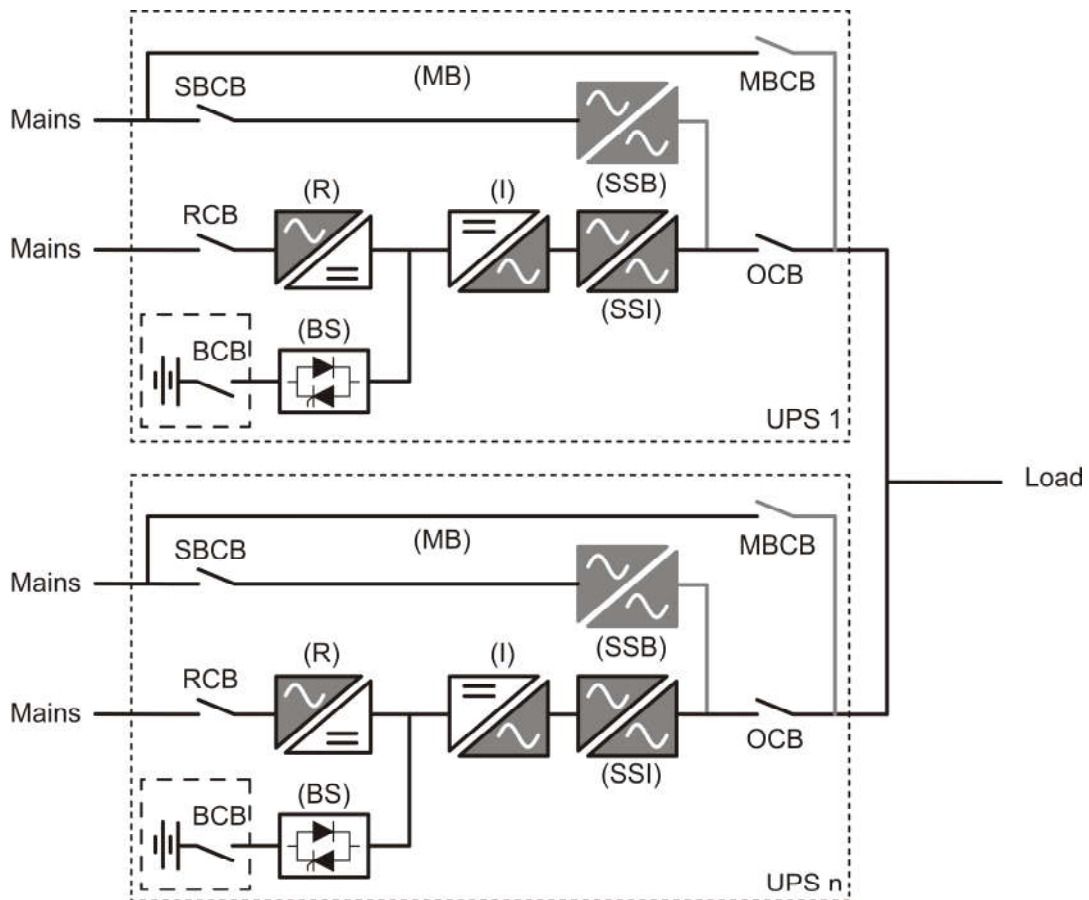 (MB)
MBCB
SBCB
Mains
(SSB)
(R)
(I)
RCB
Mains
OCB
(SSI)
(BS)
BCB
UPS 1
Load
(MB)
MBCB
SBCB
Mains
(SSB)
(R)
(I)
RCB
Mains
OCB
(SSI)
(BS)
BCB
UPS n